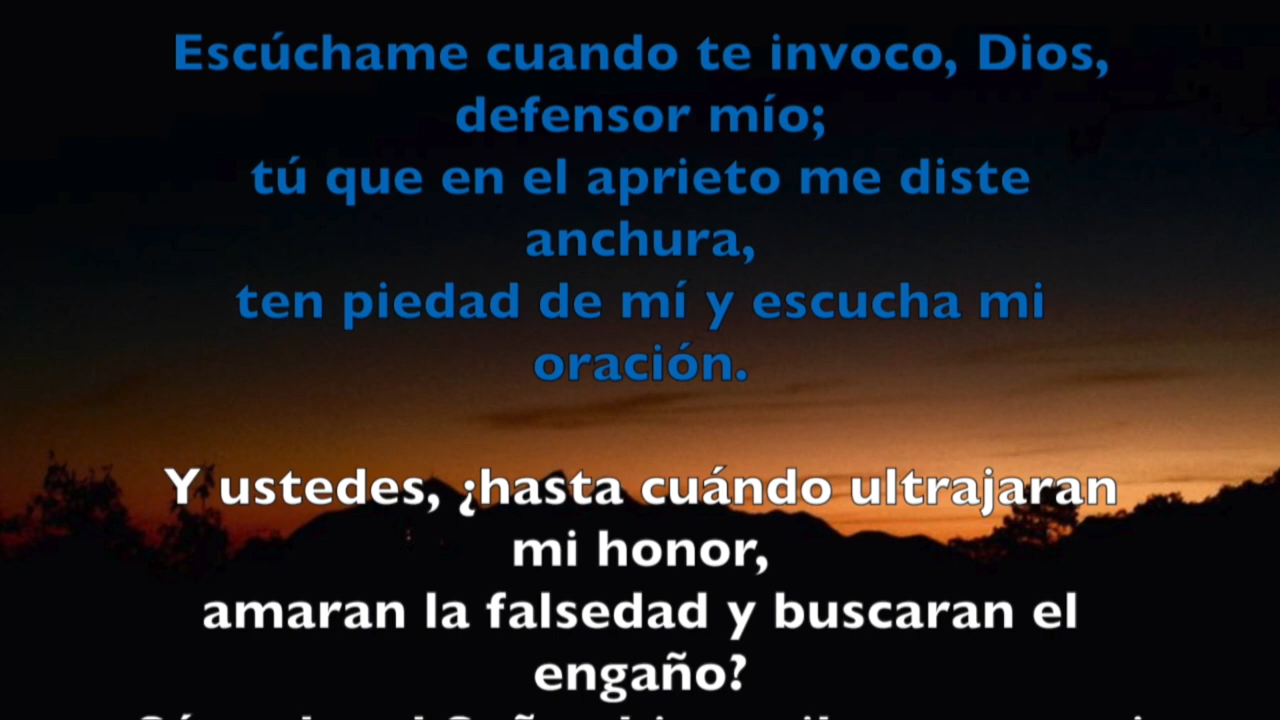 Escúchame cuando te invoco, Dios,
defensor mío;
tú que en el aprieto me diste
anchura,
ten piedad de mí y escucha mi
oración.
Y ustedes, ¿hasta cuándo ultrajaran
mi honor,
amaran la falsedad y buscaran el
engaño?